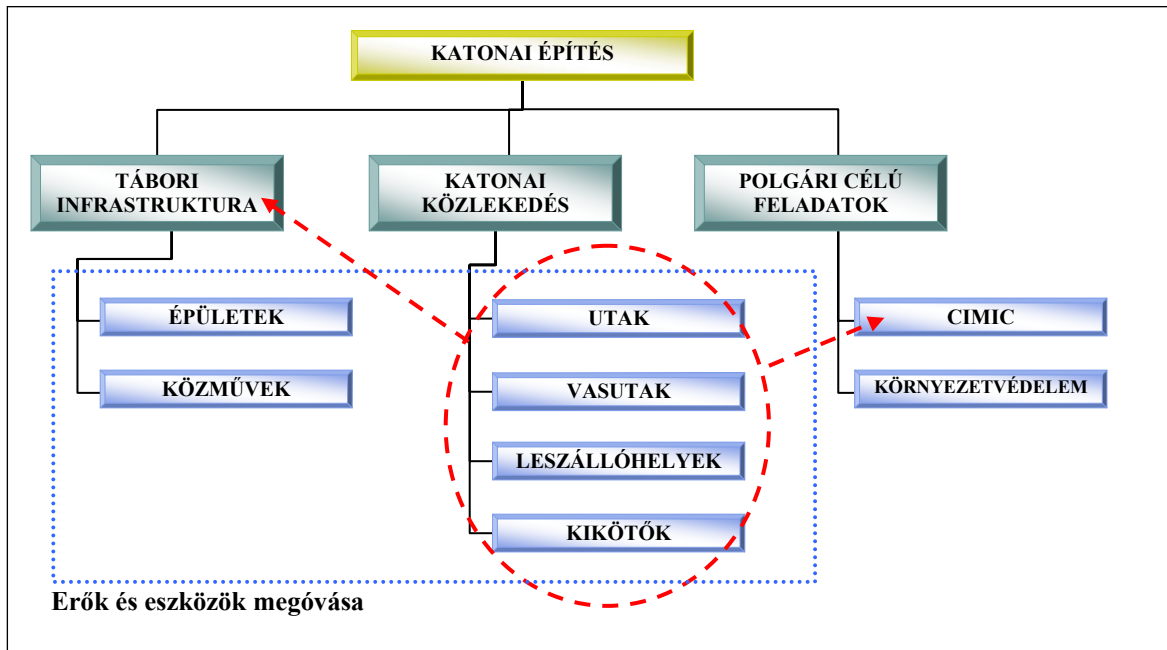 KATONAI ÉPÍTÉS
TÁBORI
INFRASTRUKTURA
KATONAI
KÖZLEKEDÉS
POLGÁRI CÉLÚ
FELADATOK
ÉPÜLETEK
KÖZMŰVEK
UTAK
VASUTAK
LESZÁLLÓHELYEK
KIKÖTŐK
CIMIC
KÖRNYEZETVÉDELEM
Erők és eszközök megóvása